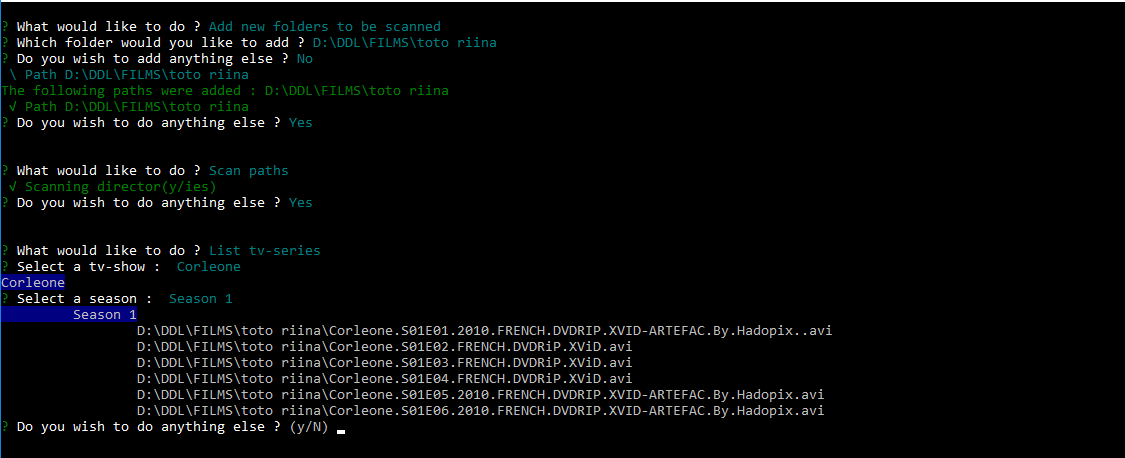 ? What would like to do ? Add new folders to be scanned
? Which folder would you like to add ? D:\DDL\FILMS\toto riina
? Do you wish to add anything else ? No
\ Path D:\DDL\FILMS\toto riina
The following paths were added : D:\DDL\FILMS\toto riina
√ Path D:\DDL\FILMS\toto riina
? Do you wish to do anything else ? Yes
? What would like to do ? Scan paths
√ Scanning director(y/ies)
? Do you wish to do anything else ? Yes
? What would like to do ? List tv-series
? Select a tv-show :  Corleone
Corleone
? Select a season :  Season 1
Season 1
D:\DDL\FILMS\toto riina\Corleone.S01E01.2010.FRENCH.DVDRIP.XVID-ARTEFAC.By.Hadopix..avi
D:\DDL\FILMS\toto riina\Corleone.S01E02.FRENCH.DVDRiP.XViD.avi
D:\DDL\FILMS\toto riina\Corleone.S01E03.FRENCH.DVDRiP.XViD.avi
D:\DDL\FILMS\toto riina\Corleone.S01E04.FRENCH.DVDRiP.XViD.avi
D:\DDL\FILMS\toto riina\Corleone.S01E05.2010.FRENCH.DVDRIP.XVID-ARTEFAC.By.Hadopix.avi
D:\DDL\FILMS\toto riina\Corleone.S01E06.2010.FRENCH.DVDRIP.XVID-ARTEFAC.By.Hadopix.avi
? Do you wish to do anything else ? (y/N)